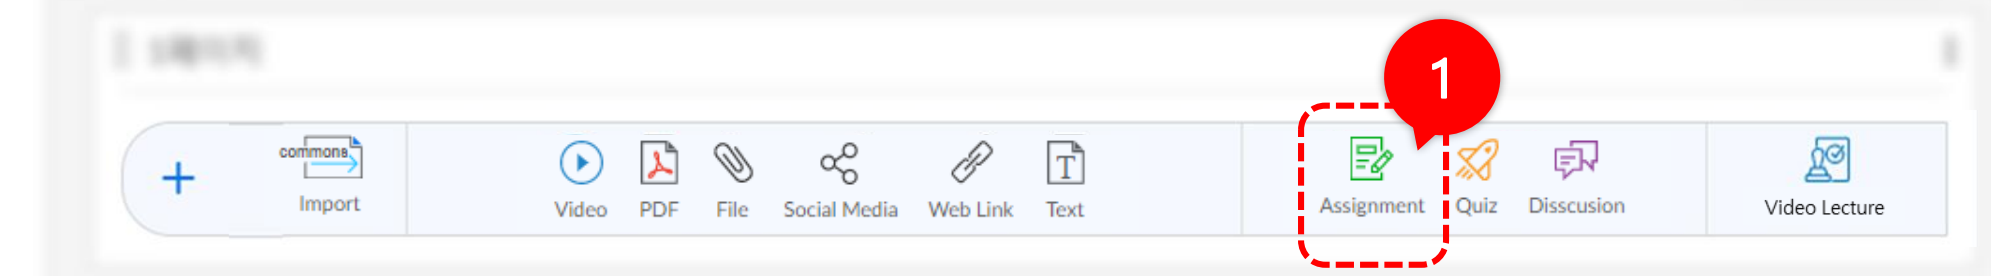 1
commons
Import
Video PDF File Social Media Web Link Text
Assignment Quiz Disscusion
Video Lecture